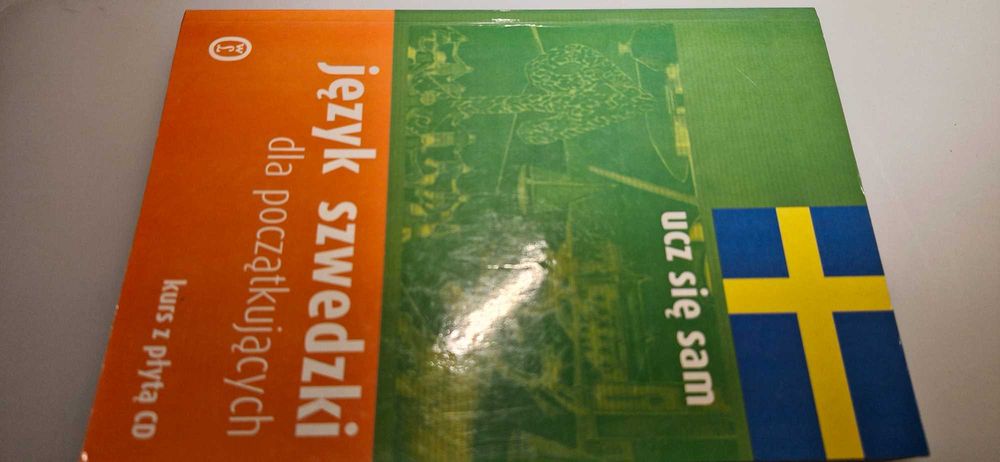 ucz się sam
język szwedzki
dla początkujących
kurs z płytą CD